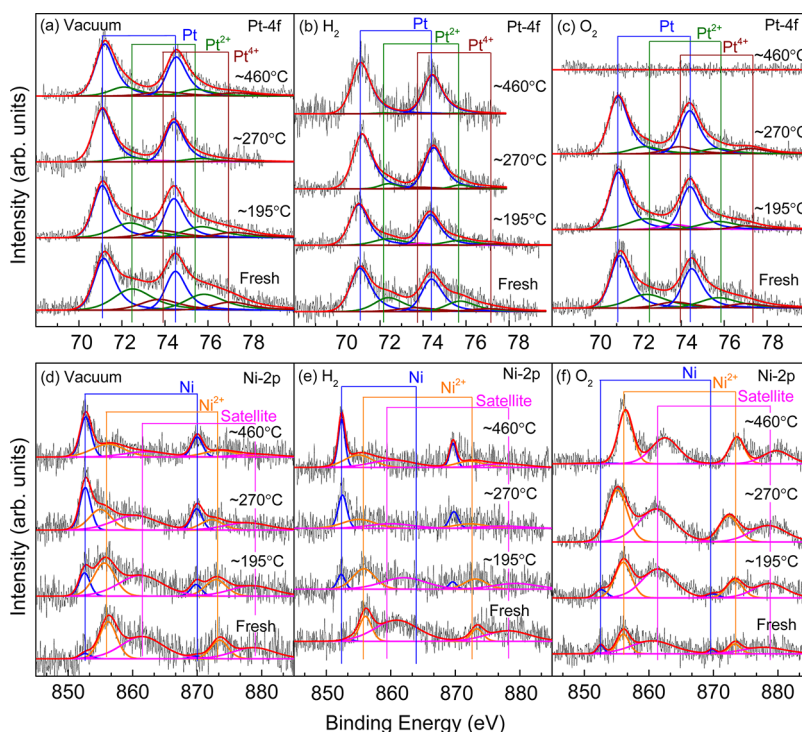 (a) Vacuum Pt-4f
Pt
Pt2+
Pt4+
~460°C
~270°C
~195°C
Fresh
70 72 74 76 78
(b) H2 Pt-4f
Pt
Pt2+
Pt4+
~460°C
~270°C
~195°C
Fresh
70 72 74 76 78
(c) O2 Pt-4f
Pt
Pt2+
Pt4+
~460°C
~270°C
~195°C
Fresh
70 72 74 76 78
Intensity (arb. units)
(d) Vacuum Ni-2p
Ni
Ni2+
Satellite
~460°C
~270°C
~195°C
Fresh
850 860 870 880
(e) H2 Ni-2p
Ni
Ni2+
Satellite
~460°C
~270°C
~195°C
Fresh
850 860 870 880
(f) O2 Ni-2p
Ni
Ni2+
Satellite
~460°C
~270°C
~195°C
Fresh
850 860 870 880
Intensity (arb. units)
Binding Energy (eV)